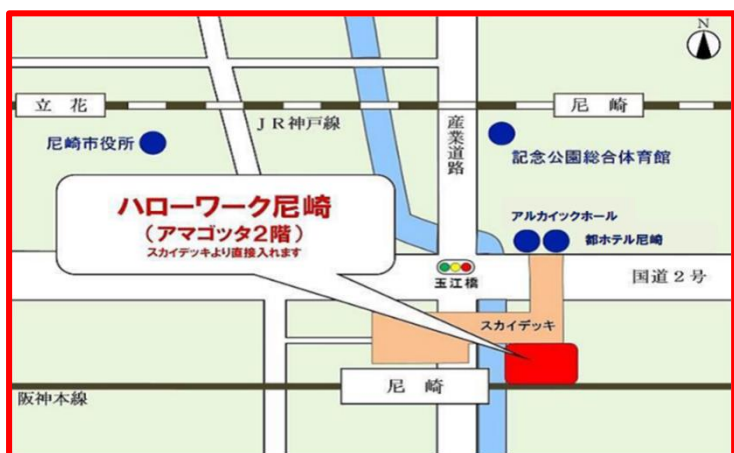 N
立花
尼崎
JR神戸線
尼崎市役所
産業道路
記念公園総合体育館
ハローワーク尼崎
(アマゴッタ2階)
スカイデッキより直接入れます
アルカイックホール
都ホテル尼崎
玉江橋
国道2号
スカイデッキ
尼崎
阪神本線